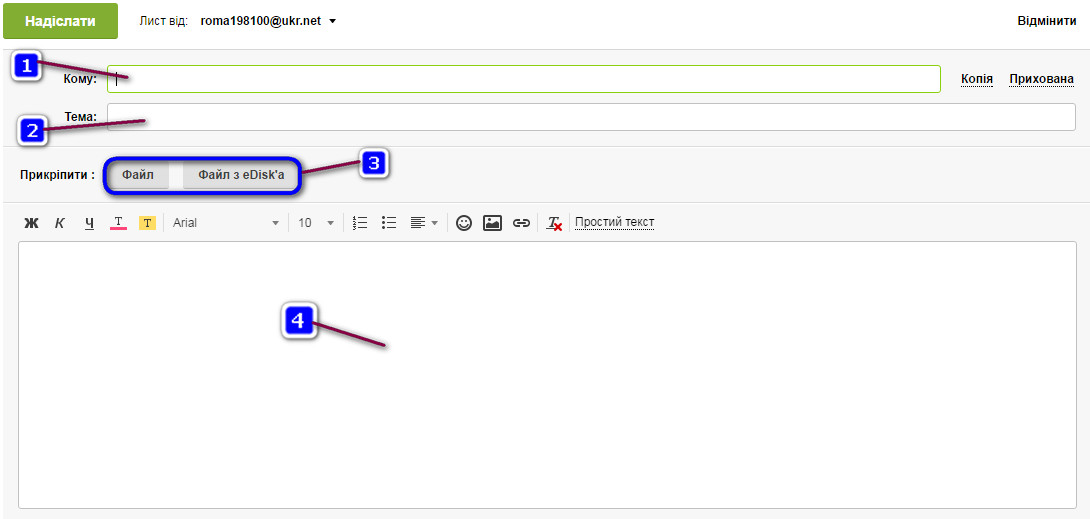 Надіслати Лист від: roma198100@ukr.net Відмінити
1 Кому: Копія Прихована
2 Тема:
Прикріпити : Файл Файл з eDisk'а 3
Ж К Ч Т Т Arial 10 Простий текст
4